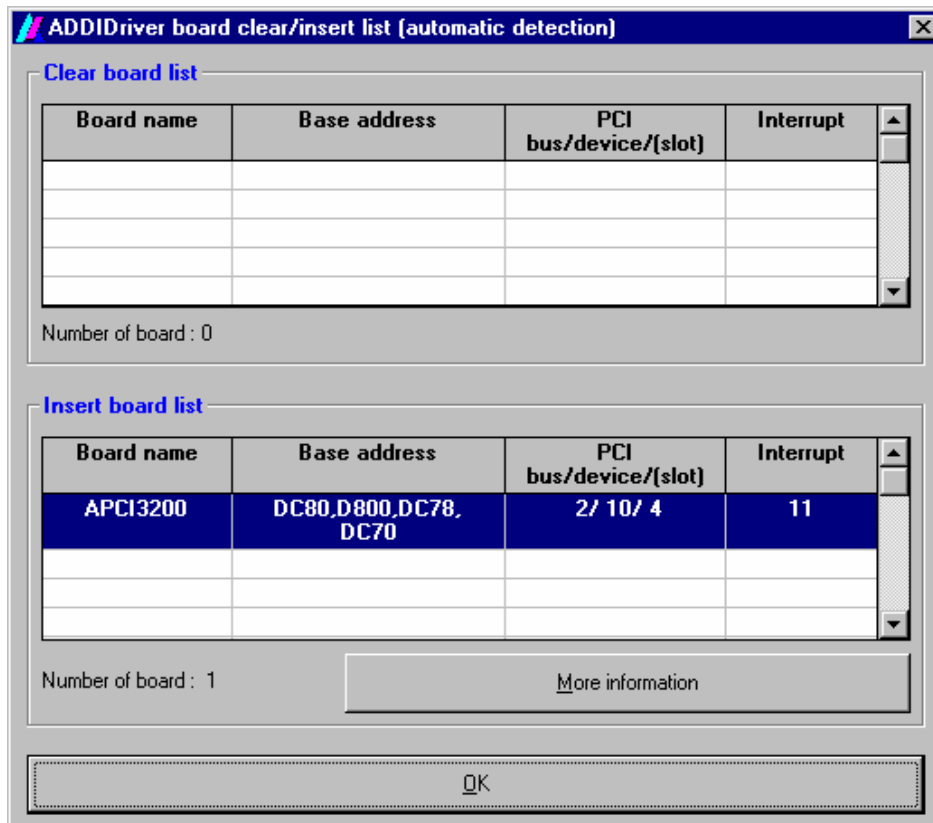 ADDIDriver board clear/insert list (automatic detection)
Clear board list
Board name Base address PCI bus/device/(slot) Interrupt
Number of board : 0
Insert board list
Board name Base address PCI bus/device/(slot) Interrupt
APCI3200 DC80,D800,DC78, DC70 2/ 10/ 4 11
Number of board : 1 More information
OK